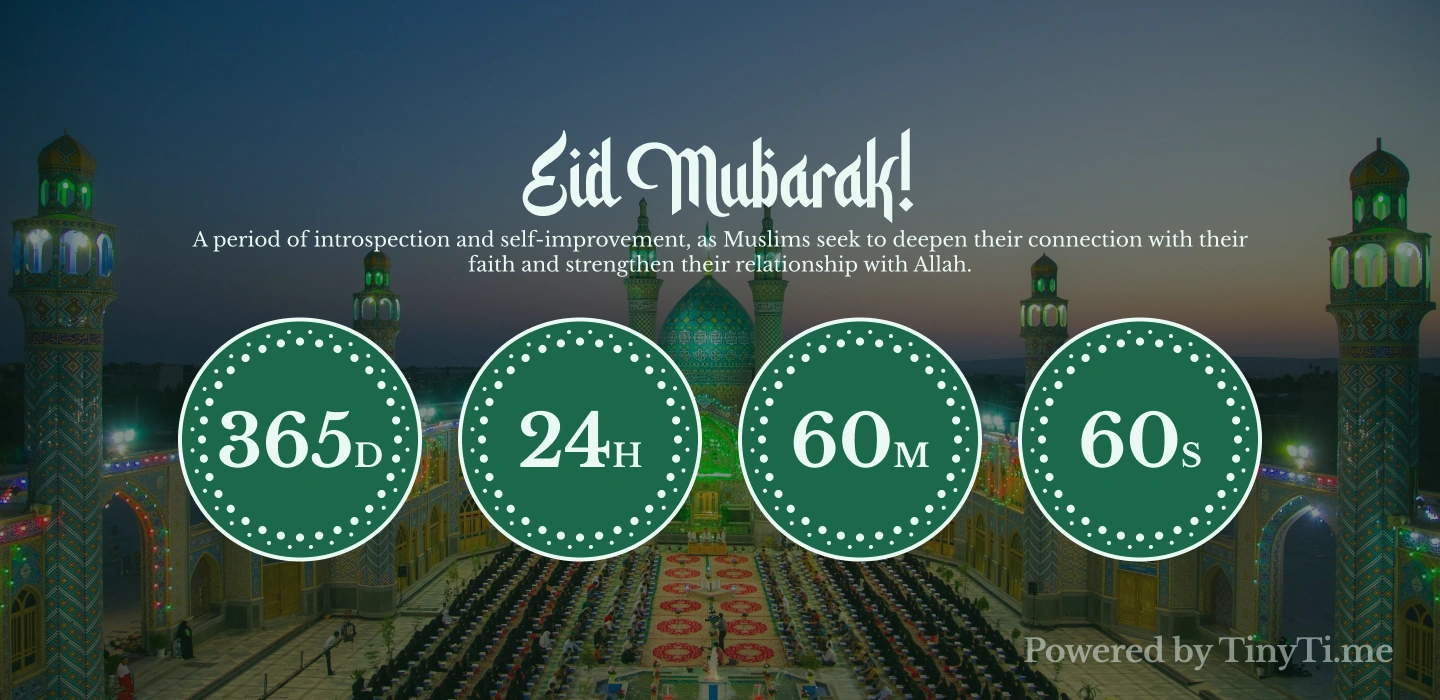 Eid Mubarak!
A period of introspection and self-improvement, as Muslims seek to deepen their connection with their
faith and strengthen their relationship with Allah.
365D 24H 60M 60S
Powered by TinyTi.me